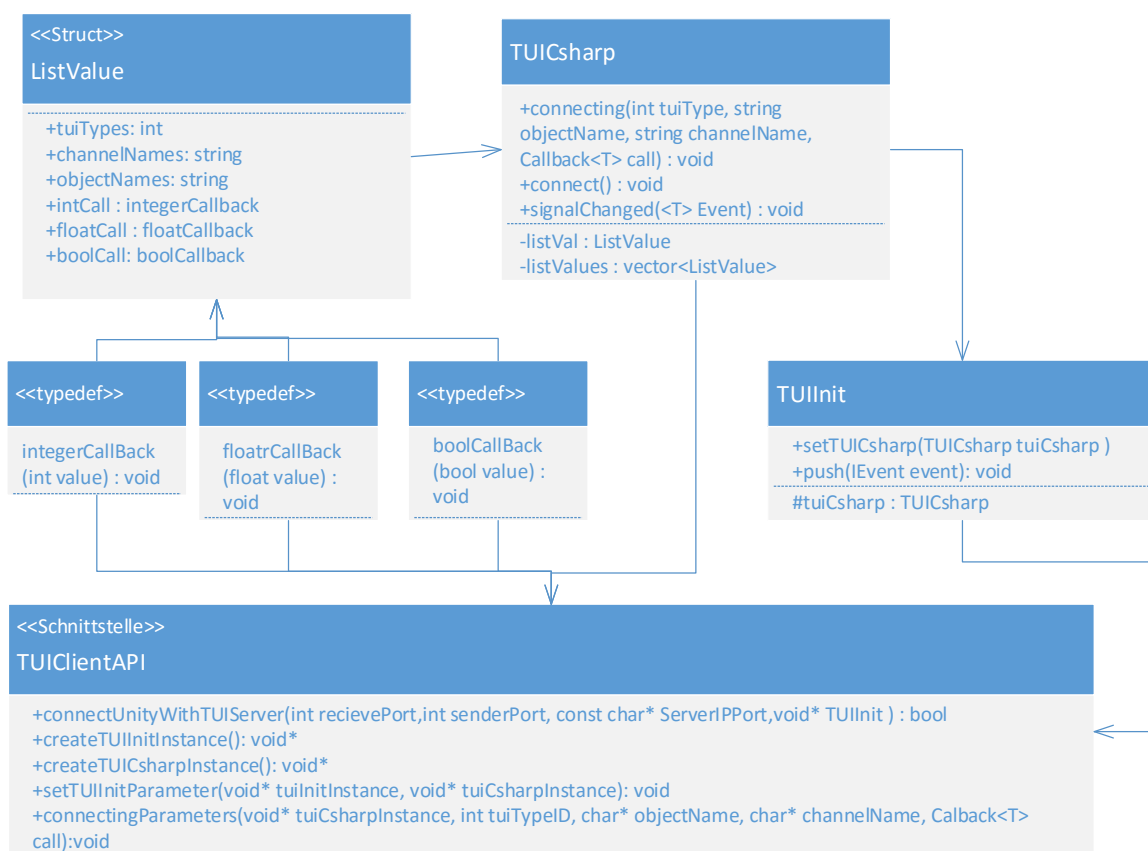 <<Struct>>
ListValue
+tuiTypes: int
+channelNames: string
+objectNames: string
+intCall : integerCallback
+floatCall : floatCallback
+boolCall: boolCallback
TUICsharp
+connecting(int tuiType, string
objectName, string channelName,
Callback<T> call) : void
+connect() : void
+signalChanged(<T> Event) : void
-listVal : ListValue
-listValues : vector<ListValue>
<<typedef>>
integerCallBack
(int value) : void
<<typedef>>
floatrCallBack
(float value) :
void
<<typedef>>
boolCallBack
(bool value) :
void
TUIInit
+setTUICsharp(TUICsharp tuiCsharp )
+push(IEvent event): void
#tuiCsharp : TUICsharp
<<Schnittstelle>>
TUIClientAPI
+connectUnityWithTUIServer(int recievePort,int senderPort, const char* ServerIPPort,void* TUIInit ) : bool
+createTUIInitInstance(): void*
+createTUICsharpInstance(): void*
+setTUIInitParameter(void* tuiInitInstance, void* tuiCsharpInstance): void
+connectingParameters(void* tuiCsharpInstance, int tuiTypeID, char* objectName, char* channelName, Calback<T>
call):void